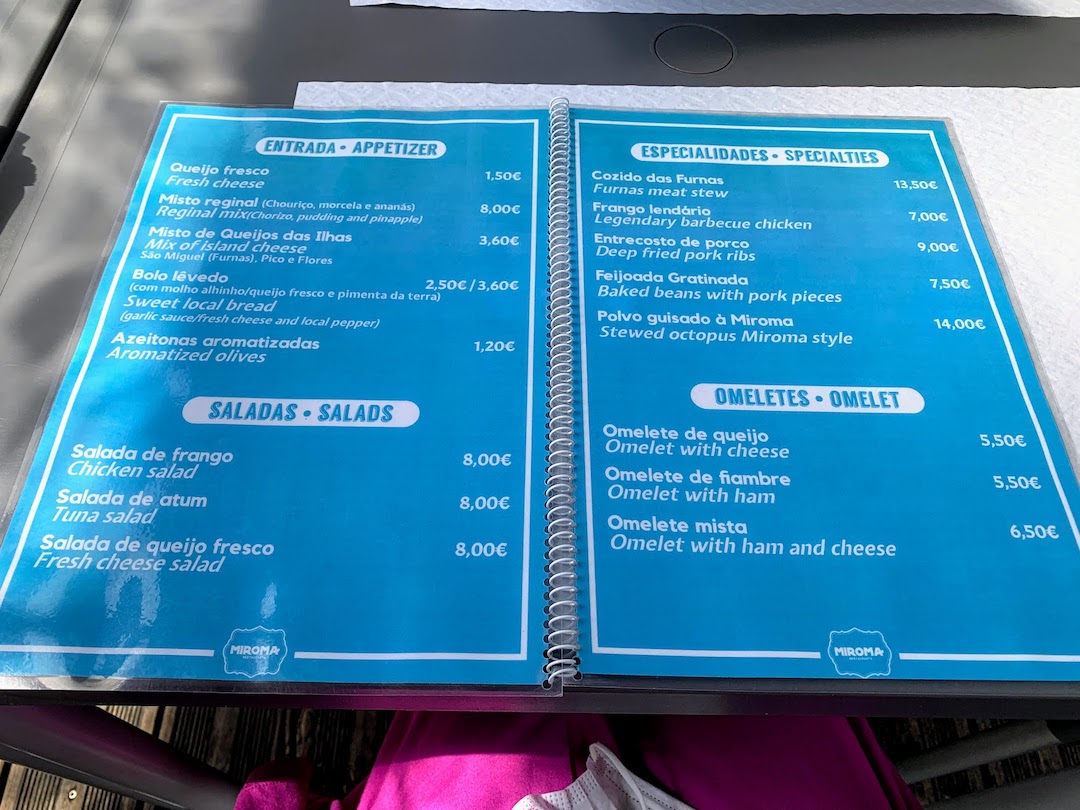 ENTRADA • APPETIZER
Queijo fresco 1,50€
Fresh cheese
Misto reginal (Chouriço, morcela e ananás) 8,00€
Reginal mix(Chorizo, pudding and pinapple)
Misto de Queijos das Ilhas 3,60€
Mix of island cheese
São Miguel (Furnas), Pico e Flores
Bolo lêvedo 2,50€ / 3,60€
(com molho alhinho/queijo fresco e pimenta da terra)
Sweet local bread
(garlic sauce/fresh cheese and local pepper)
Azeitonas aromatizadas 1,20€
Aromatized olives
SALADAS • SALADS
Salada de frango 8,00€
Chicken salad
Salada de atum 8,00€
Tuna salad
Salada de queijo fresco 8,00€
Fresh cheese salad
MIROMA
RESTAURANTE
ESPECIALIDADES • SPECIALTIES
Cozido das Furnas 13,50€
Furnas meat stew
Frango lendário 7,00€
Legendary barbecue chicken
Entrecosto de porco 9,00€
Deep fried pork ribs
Feijoada Gratinada 7,50€
Baked beans with pork pieces
Polvo guisado à Miroma 14,00€
Stewed octopus Miroma style
OMELETES • OMELET
Omelete de queijo 5,50€
Omelet with cheese
Omelete de fiambre 5,50€
Omelet with ham
Omelete mista 6,50€
Omelet with ham and cheese
MIROMA
RESTAURANTE